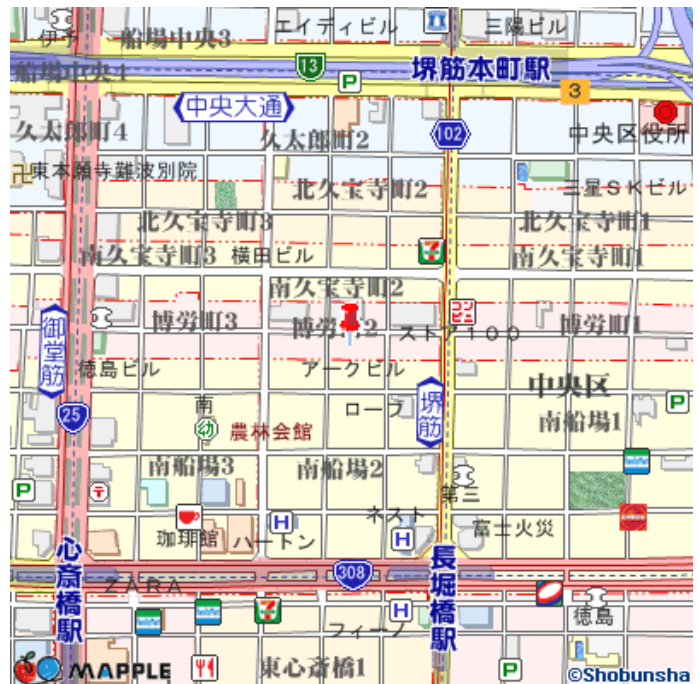 伊予
船場中央3
エイディビル
三陽ビル
船場中央4
13
P
堺筋本町駅
3
中央大通
久太郎町4
久太郎町2
102
中央区役所
卍東本願寺難波別院
北久宝寺町2
三星SKビル
北久宝寺町3
北久宝寺町1
南久宝寺町3
横田ビル
7
南久宝寺町1
南久宝寺町2
コンビニ
博労町3
博労 2
ストア100
博労町1
御堂筋
徳島ビル
アークビル
中央区
堺筋
P
25
南
ローブ
南船場1
幼
農林会館
南船場3
南船場2
P
〒
第三
珈琲館
ハートン
H
ネスト
H
富士火災
心斎橋駅
308
長堀橋駅
ZARA
7
H
フィーノ
徳島
MAPPLE
東心斎橋1
P
©Shobunsha